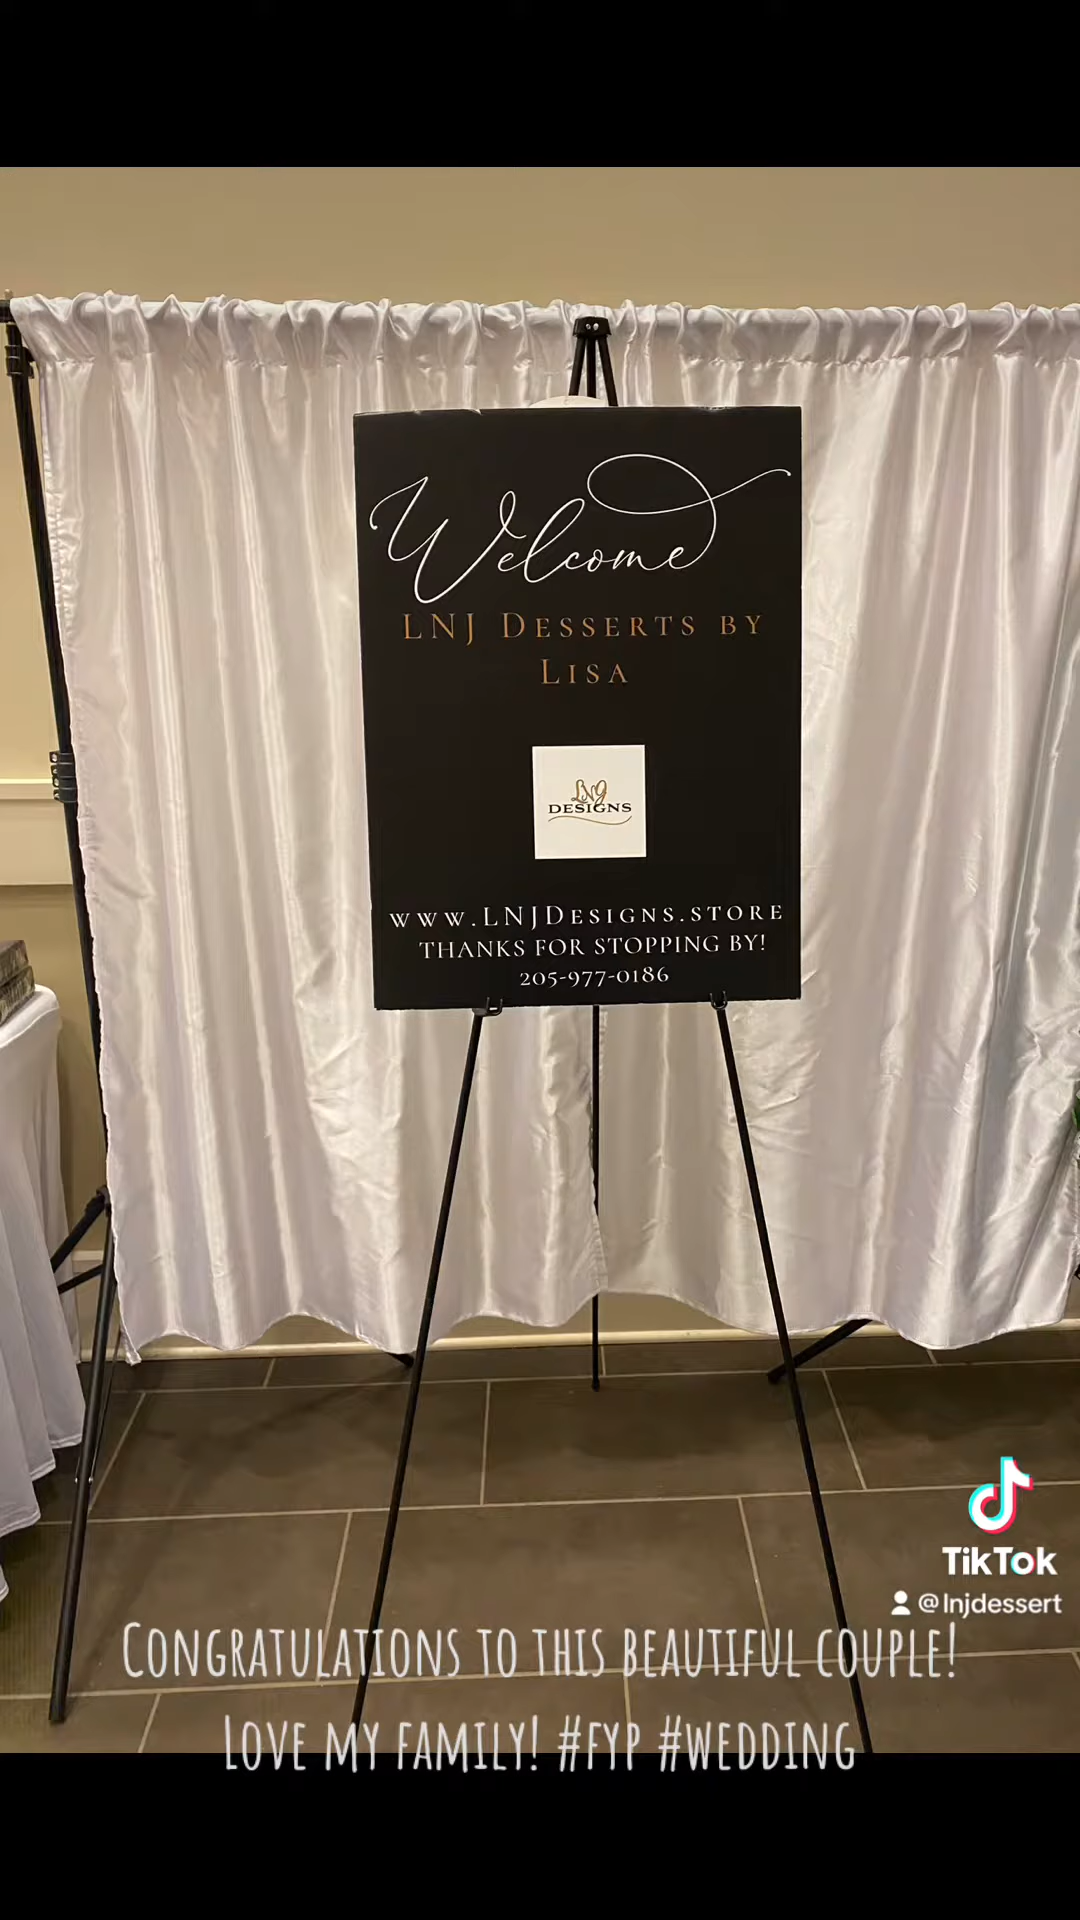 Welcome
LNJ Desserts by
Lisa
LNJ
DESIGNS
www.LNJDesigns.store
THANKS FOR STOPPING BY!
205-977-0186
TikTok
@lnjdessert
Congratulations to this beautiful couple!
Love my family! #fyp #wedding